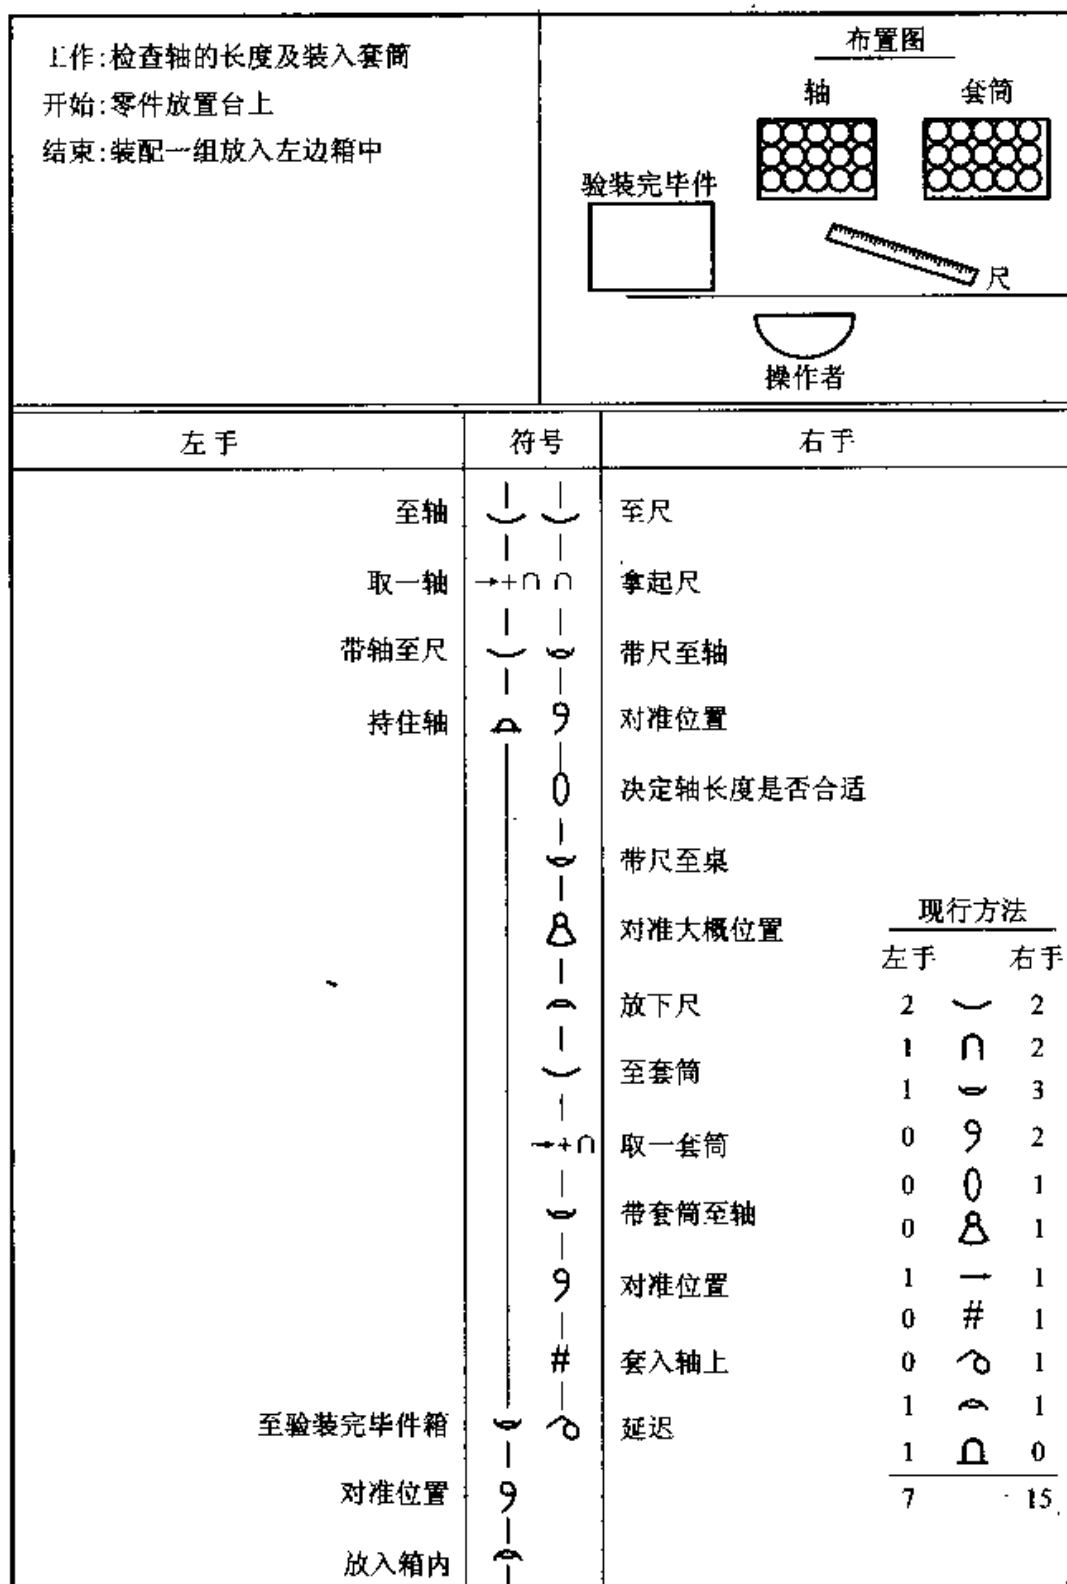 工作:检查轴的长度及装入套筒
开始:零件放置台上
结束:装配一组放入左边箱中
布置图
轴 套筒
验装完毕件
尺
操作者
左手 符号 右手
至轴 至尺
取一轴 →+∩ ∩ 拿起尺
带轴至尺 带尺至轴
持住轴 对准位置
决定轴长度是否合适
带尺至桌
对准大概位置
放下尺
至套筒
→+∩ 取一套筒
带套筒至轴
对准位置
# 套入轴上
至验装完毕件箱 延迟
对准位置
放入箱内
现行方法
左手 右手
2 2
1 ∩ 2
1 3
0 2
0 1
0 1
1 → 1
0 # 1
0 1
1 1
1 0
7 15